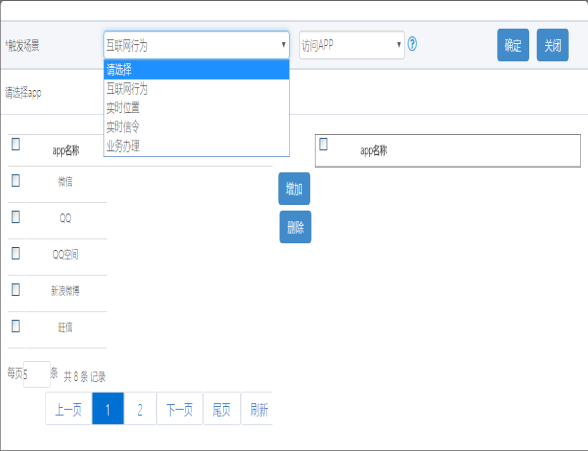 *触发场景 互联网行为 访问APP 确定 关闭
请选择
互联网行为
实时位置
实时信令
业务办理
请选择app
app名称 app名称
微信
QQ
QQ空间
新浪微博
旺信
增加
删除
每页5条 共 8 条 记录
上一页 1 2 下一页 尾页 刷新